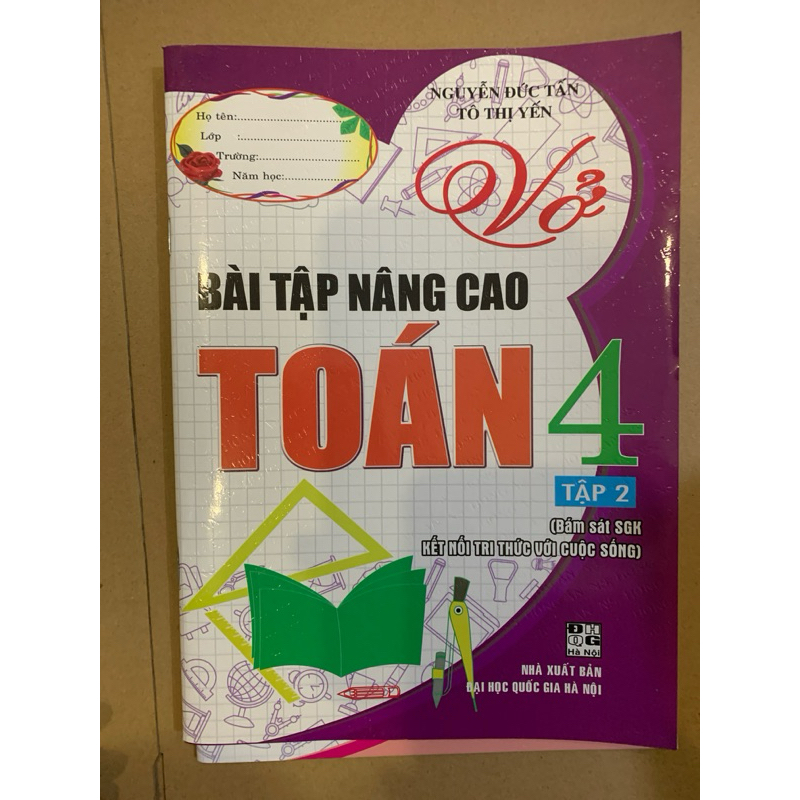 Họ tên:
Lớp :
Trường:
Năm học:
NGUYỄN ĐỨC TẤN
TÔ THỊ YẾN
Vở
BÀI TẬP NÂNG CAO
TOÁN 4
TẬP 2
(Bám sát SGK
KẾT NỐI TRI THỨC VỚI CUỘC SỐNG)
ĐH
QG
Hà Nội
NHÀ XUẤT BẢN
ĐẠI HỌC QUỐC GIA HÀ NỘI